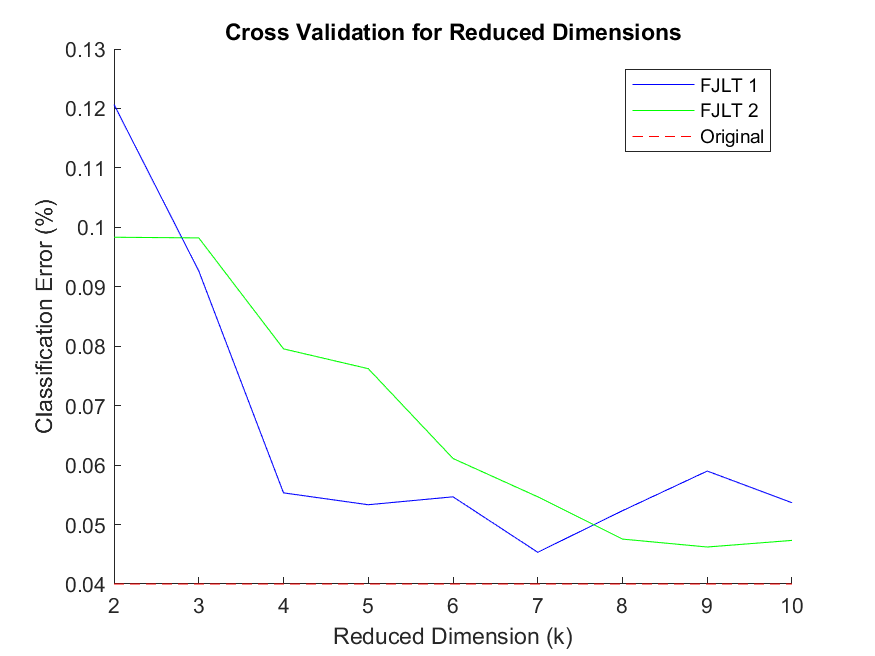 Cross Validation for Reduced Dimensions
0.13
0.12
0.11
0.1
0.09
0.08
0.07
0.06
0.05
0.04
Classification Error (%)
FJLT 1
FJLT 2
Original
2 3 4 5 6 7 8 9 10
Reduced Dimension (k)